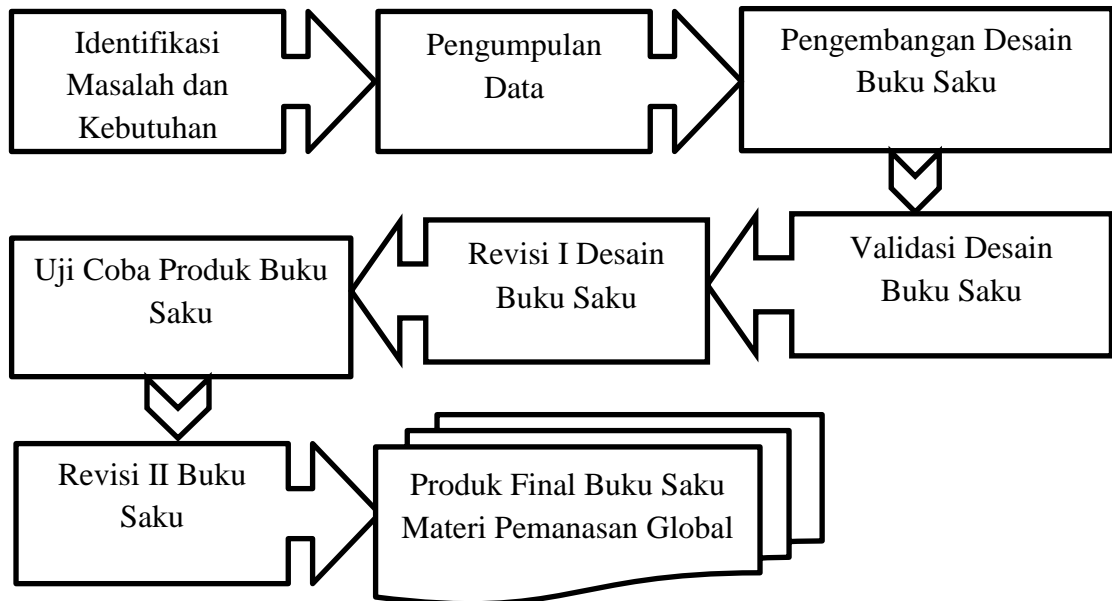 Identifikasi
Masalah dan
Kebutuhan
Pengumpulan
Data
Pengembangan Desain
Buku Saku
Validasi Desain
Buku Saku
Revisi I Desain
Buku Saku
Uji Coba Produk Buku
Saku
Revisi II Buku
Saku
Produk Final Buku Saku
Materi Pemanasan Global